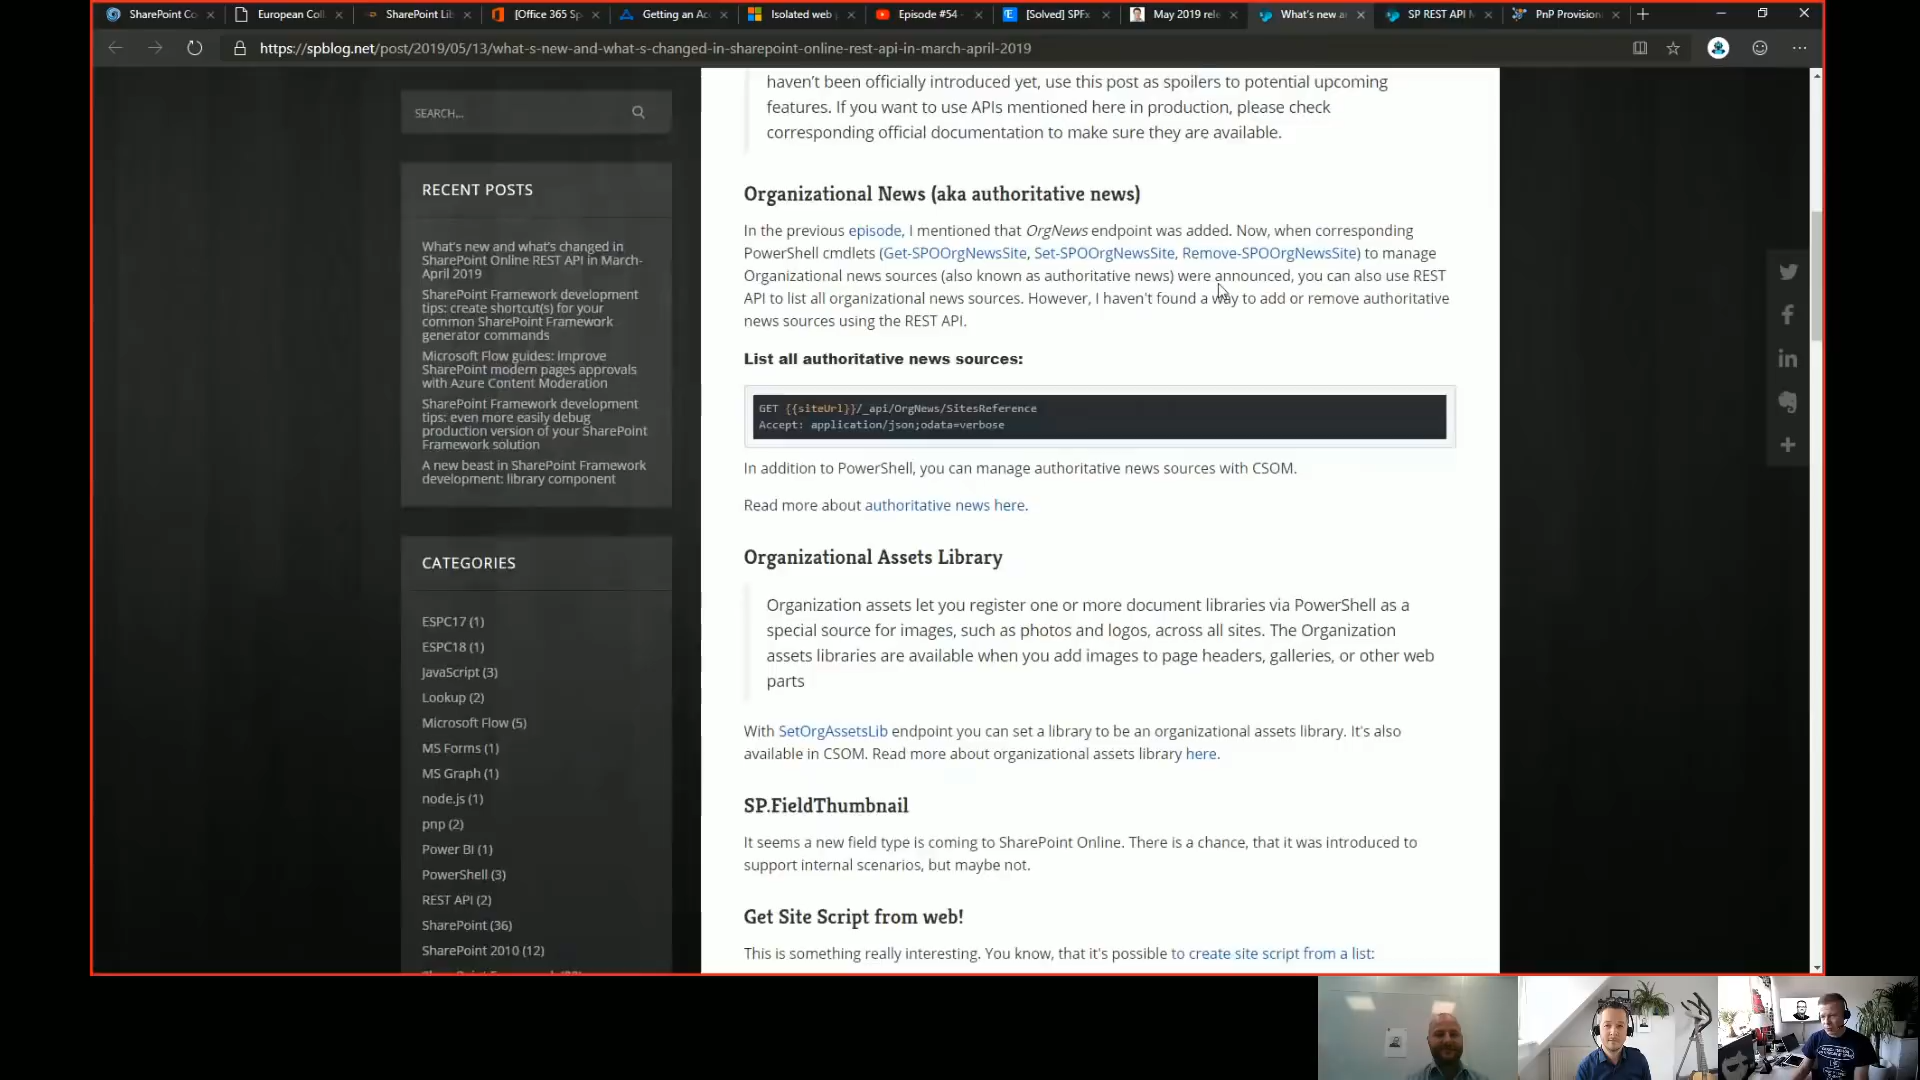 SharePoint Co
European Coll
SharePoint Lib
[Office 365 Sp
Getting an Acc
Isolated web p
Episode #54 -
[Solved] SPFx
May 2019 rele
What's new a
SP REST API M
PnP Provision
https://spblog.net/post/2019/05/13/what-s-new-and-what-s-changed-in-sharepoint-online-rest-api-in-march-april-2019
SEARCH...
RECENT POSTS
What's new and what's changed in
SharePoint Online REST API in March-
April 2019
SharePoint Framework development
tips: create shortcut(s) for your
common SharePoint Framework
generator commands
Microsoft Flow guides: improve
SharePoint modern pages approvals
with Azure Content Moderation
SharePoint Framework development
tips: even more easily debug
production version of your SharePoint
Framework solution
A new beast in SharePoint Framework
development: library component
CATEGORIES
ESPC17 (1)
ESPC18 (1)
JavaScript (3)
Lookup (2)
Microsoft Flow (5)
MS Forms (1)
MS Graph (1)
node.js (1)
pnp (2)
Power BI (1)
PowerShell (3)
REST API (2)
SharePoint (36)
SharePoint 2010 (12)
haven't been officially introduced yet, use this post as spoilers to potential upcoming
features. If you want to use APIs mentioned here in production, please check
corresponding official documentation to make sure they are available.
Organizational News (aka authoritative news)
In the previous episode, I mentioned that OrgNews endpoint was added. Now, when corresponding
PowerShell cmdlets (Get-SPOOrgNewsSite, Set-SPOOrgNewsSite, Remove-SPOOrgNewsSite) to manage
Organizational news sources (also known as authoritative news) were announced, you can also use REST
API to list all organizational news sources. However, I haven't found a way to add or remove authoritative
news sources using the REST API.
List all authoritative news sources:
GET {{siteUrl}}/_api/OrgNews/SitesReference
Accept: application/json;odata=verbose
In addition to PowerShell, you can manage authoritative news sources with CSOM.
Read more about authoritative news here.
Organizational Assets Library
Organization assets let you register one or more document libraries via PowerShell as a
special source for images, such as photos and logos, across all sites. The Organization
assets libraries are available when you add images to page headers, galleries, or other web
parts
With SetOrgAssetsLib endpoint you can set a library to be an organizational assets library. It's also
available in CSOM. Read more about organizational assets library here.
SP.FieldThumbnail
It seems a new field type is coming to SharePoint Online. There is a chance, that it was introduced to
support internal scenarios, but maybe not.
Get Site Script from web!
This is something really interesting. You know, that it's possible to create site script from a list: